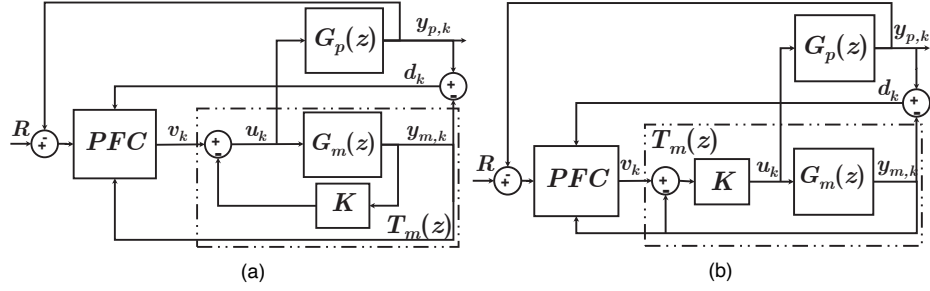 G_p(z) y_{p,k}
d_k
R PFC v_k u_k G_m(z) y_{m,k}
K
T_m(z)
(a)
G_p(z) y_{p,k}
d_k
T_m(z)
R PFC v_k K u_k G_m(z) y_{m,k}
(b)